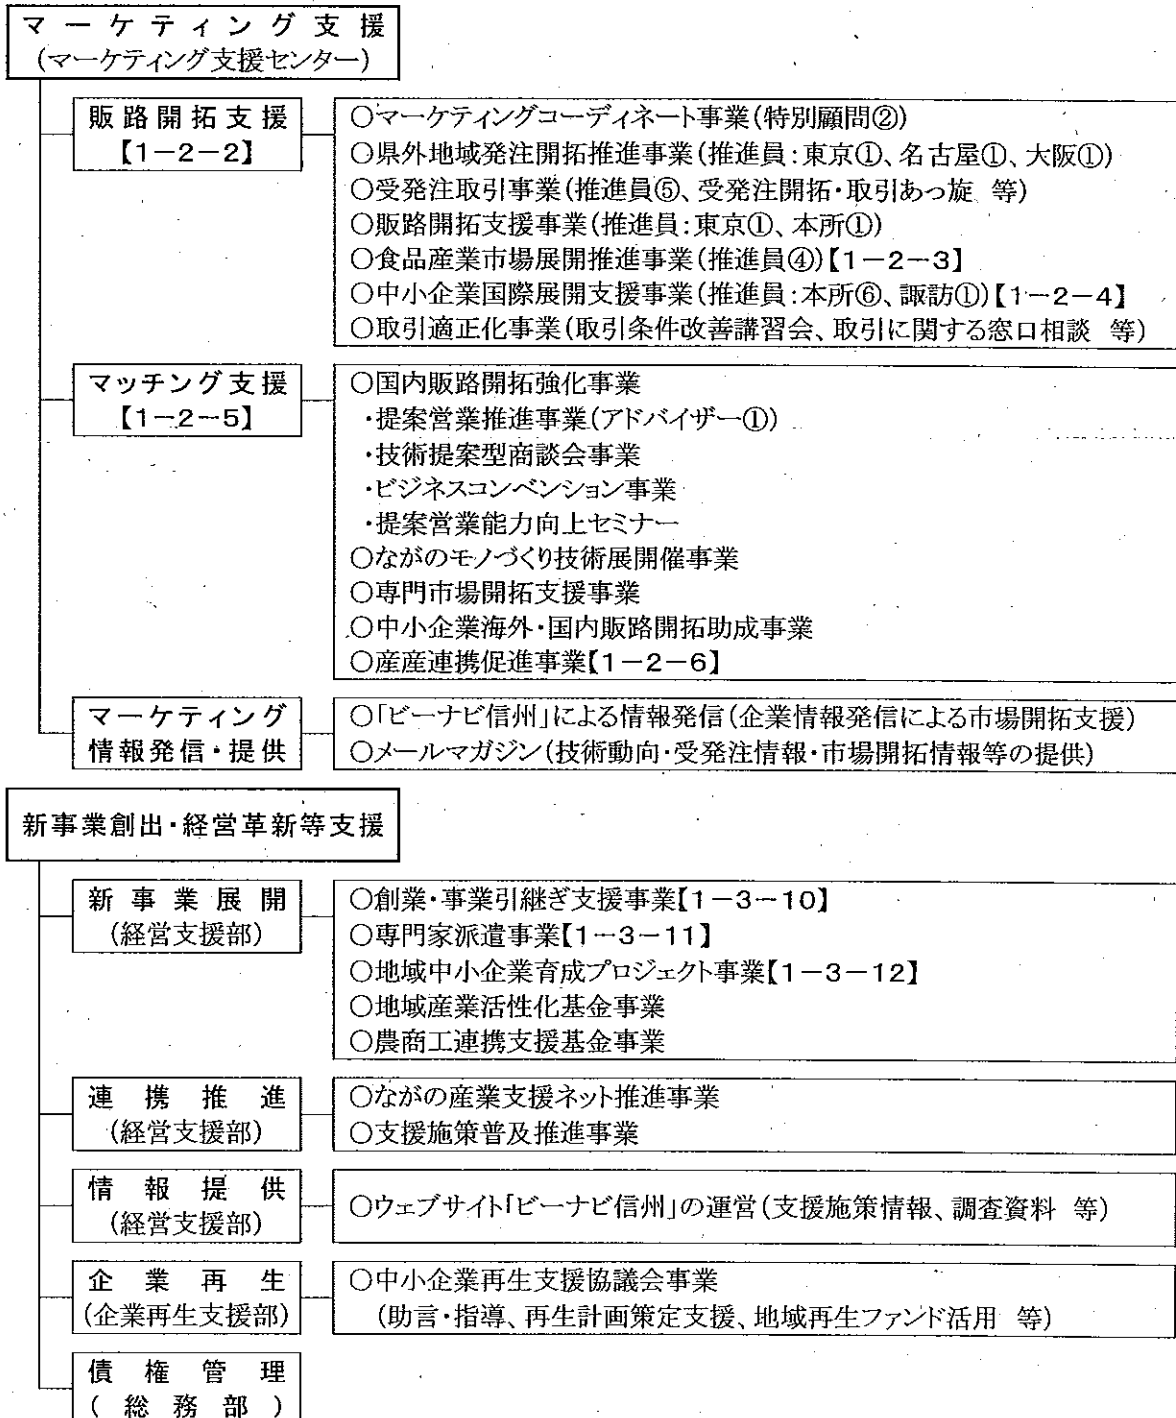 マーケティング支援
(マーケティング支援センター)
販路開拓支援
【1-2-2】
○マーケティングコーディネート事業(特別顧問②)
○県外地域発注開拓推進事業(推進員:東京①、名古屋①、大阪①)
○受発注取引事業(推進員⑤、受発注開拓・取引あっ旋 等)
○販路開拓支援事業(推進員:東京①、本所①)
○食品産業市場展開推進事業(推進員④)【1-2-3】
○中小企業国際展開支援事業(推進員:本所⑥、諏訪①)【1-2-4】
○取引適正化事業(取引条件改善講習会、取引に関する窓口相談 等)
マッチング支援
【1-2-5】
○国内販路開拓強化事業
・提案営業推進事業(アドバイザー①)
・技術提案型商談会事業
・ビジネスコンベンション事業
・提案営業能力向上セミナー
○ながのモノづくり技術展開催事業
○専門市場開拓支援事業
○中小企業海外・国内販路開拓助成事業
○産産連携促進事業【1-2-6】
マーケティング
情報発信・提供
○「ビーナビ信州」による情報発信(企業情報発信による市場開拓支援)
○メールマガジン(技術動向・受発注情報・市場開拓情報等の提供)
新事業創出・経営革新等支援
新事業展開
(経営支援部)
○創業・事業引継ぎ支援事業【1-3-10】
○専門家派遣事業【1-3-11】
○地域中小企業育成プロジェクト事業【1-3-12】
○地域産業活性化基金事業
○農商工連携支援基金事業
連携推進
(経営支援部)
○ながの産業支援ネット推進事業
○支援施策普及推進事業
情報提供
(経営支援部)
○ウェブサイト「ビーナビ信州」の運営(支援施策情報、調査資料 等)
企業再生
(企業再生支援部)
○中小企業再生支援協議会事業
(助言・指導、再生計画策定支援、地域再生ファンド活用 等)
債権管理
(総務部)